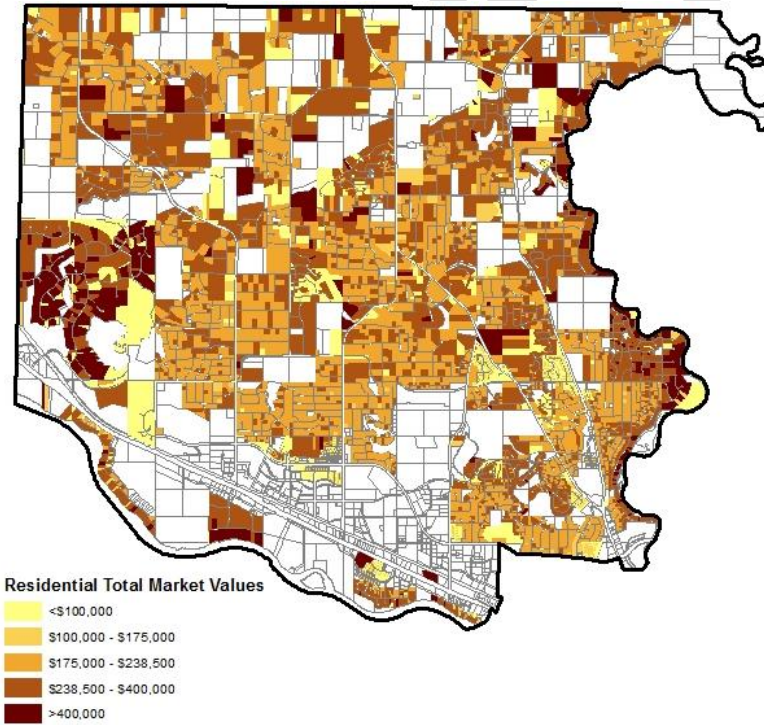 Residential Total Market Values
<$100,000
$100,000 - $175,000
$175,000 - $238,500
$238,500 - $400,000
>400,000